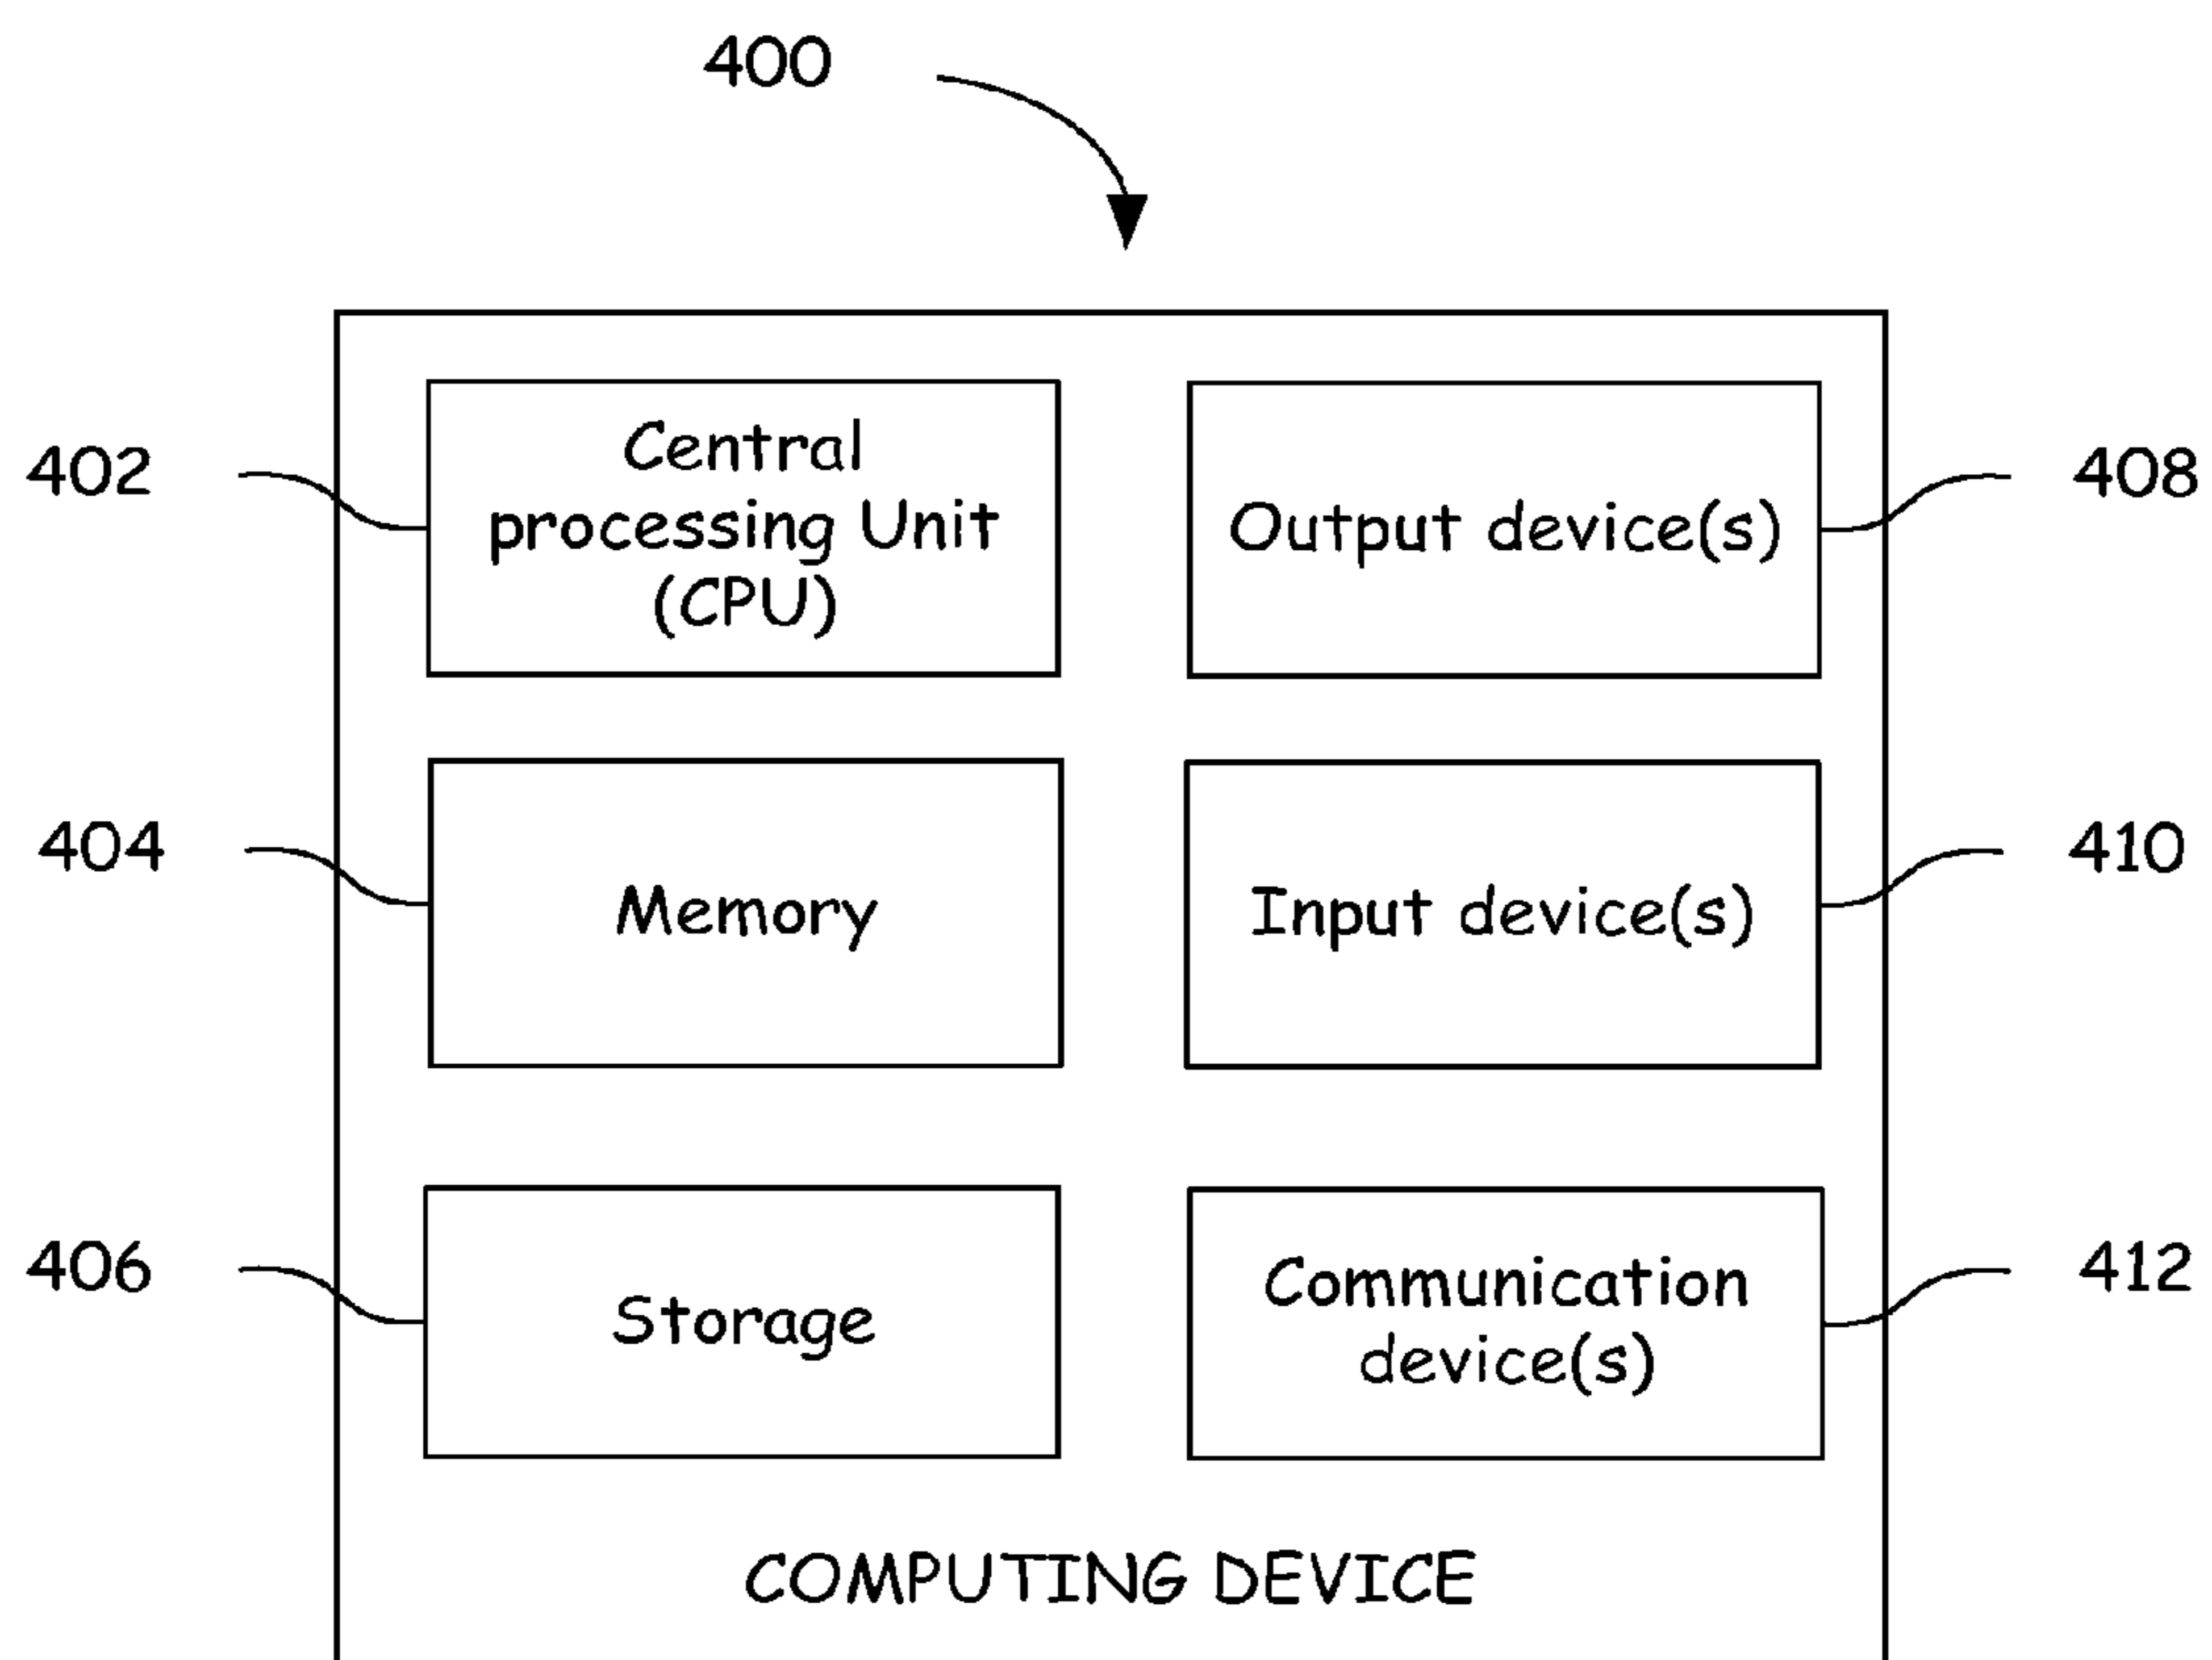 400
402
Central
processing Unit
(CPU)
Output device(s)
408
404
Memory
Input device(s)
410
406
Storage
Communication
device(s)
412
COMPUTING DEVICE